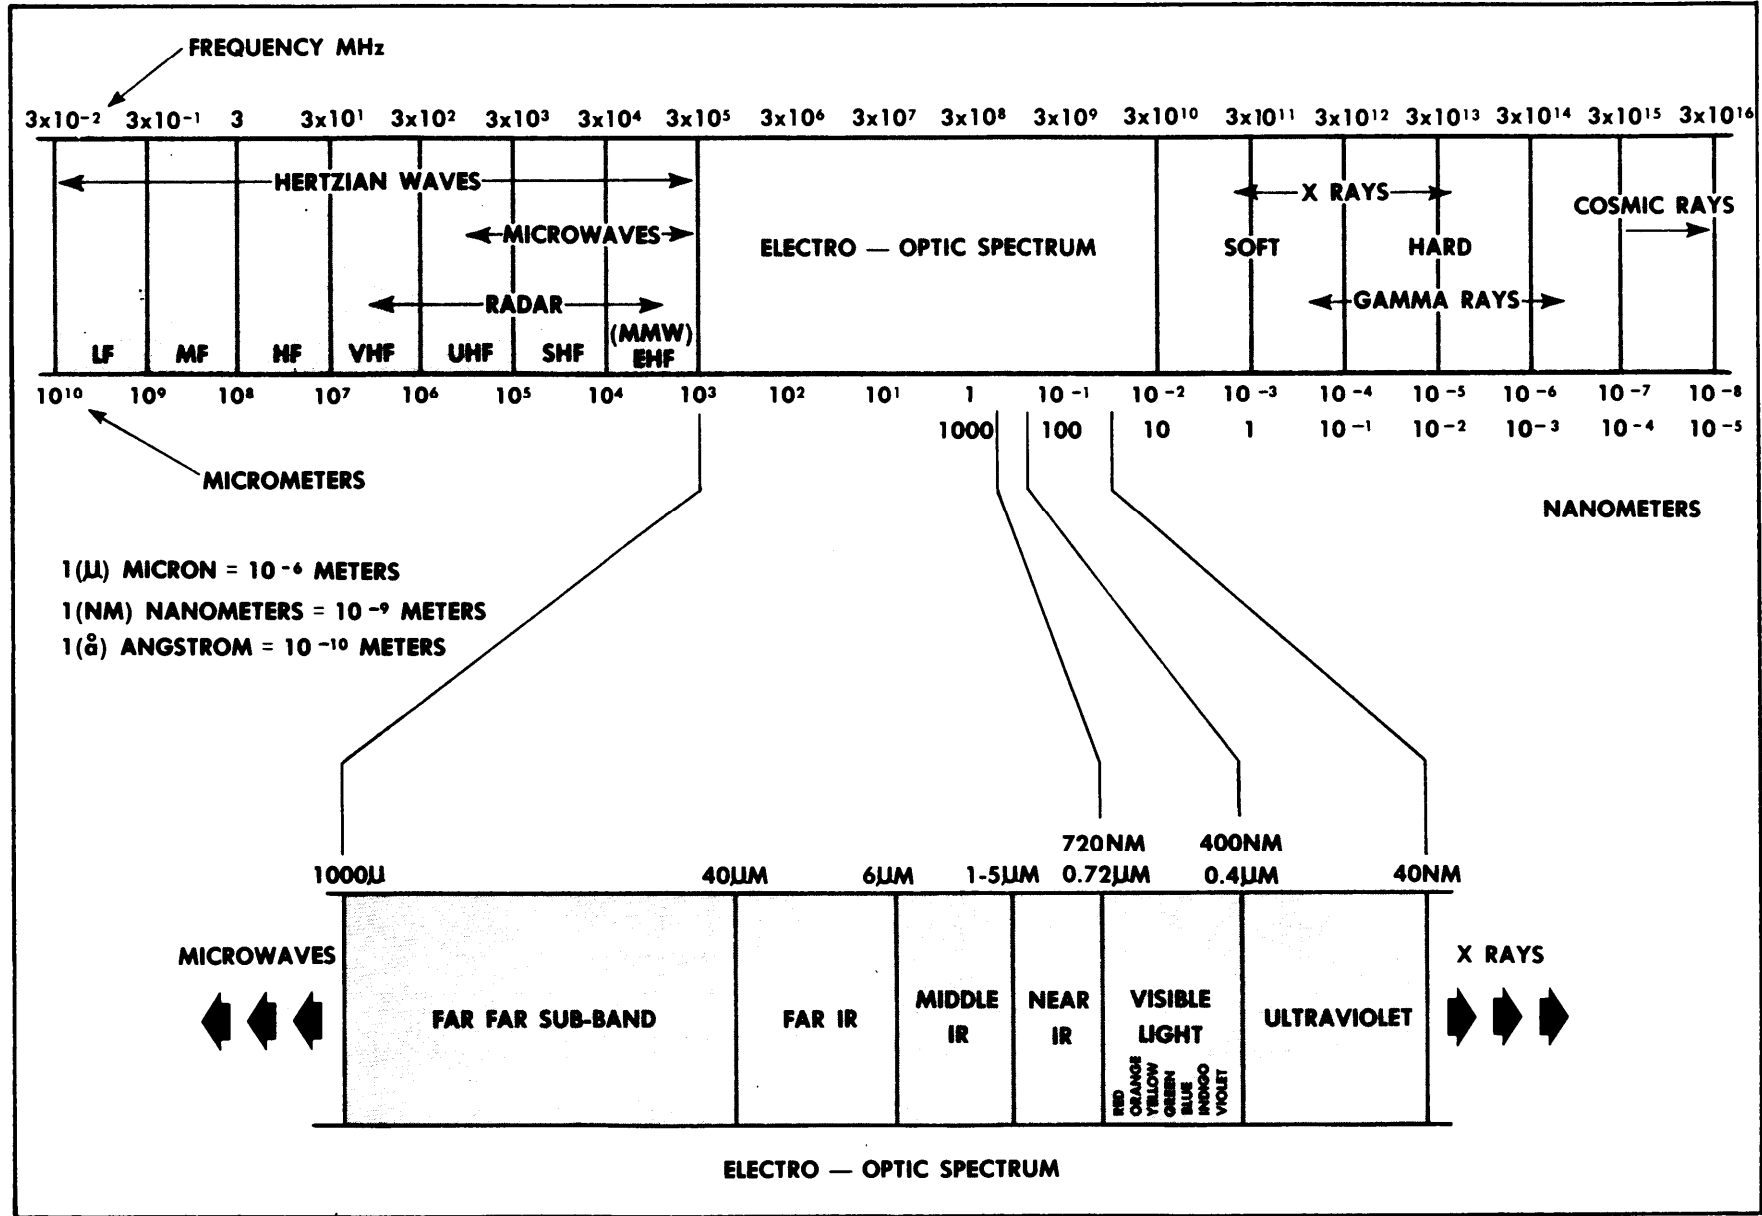 FREQUENCY MHz
3x10⁻² 3x10⁻¹ 3 3x10¹ 3x10² 3x10³ 3x10⁴ 3x10⁵ 3x10⁶ 3x10⁷ 3x10⁸ 3x10⁹ 3x10¹⁰ 3x10¹¹ 3x10¹² 3x10¹³ 3x10¹⁴ 3x10¹⁵ 3x10¹⁶
HERTZIAN WAVES
X RAYS
COSMIC RAYS
MICROWAVES
ELECTRO — OPTIC SPECTRUM
SOFT HARD
RADAR
GAMMA RAYS
(MMW)
LF MF HF VHF UHF SHF EHF
10¹⁰ 10⁹ 10⁸ 10⁷ 10⁶ 10⁵ 10⁴ 10³ 10² 10¹ 1 10⁻¹ 10⁻² 10⁻³ 10⁻⁴ 10⁻⁵ 10⁻⁶ 10⁻⁷ 10⁻⁸
1000 100 10 1 10⁻¹ 10⁻² 10⁻³ 10⁻⁴ 10⁻⁵
MICROMETERS
NANOMETERS
1(µ) MICRON = 10⁻⁶ METERS
1(NM) NANOMETERS = 10⁻⁹ METERS
1(å) ANGSTROM = 10⁻¹⁰ METERS
720NM 400NM
1000µ 40µM 6µM 1-5µM 0.72µM 0.4µM 40NM
MICROWAVES
X RAYS
FAR FAR SUB-BAND
FAR IR
MIDDLE
IR
NEAR
IR
VISIBLE
LIGHT
RED
ORANGE
YELLOW
GREEN
BLUE
INDIGO
VIOLET
ULTRAVIOLET
ELECTRO — OPTIC SPECTRUM